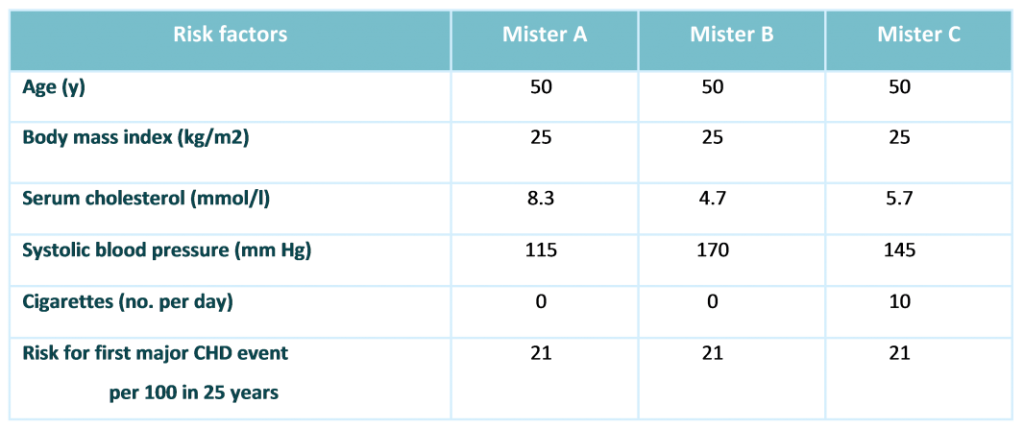 Risk factors Mister A Mister B Mister C
Age (y) 50 50 50
Body mass index (kg/m2) 25 25 25
Serum cholesterol (mmol/l) 8.3 4.7 5.7
Systolic blood pressure (mm Hg) 115 170 145
Cigarettes (no. per day) 0 0 10
Risk for first major CHD event 21 21 21
per 100 in 25 years